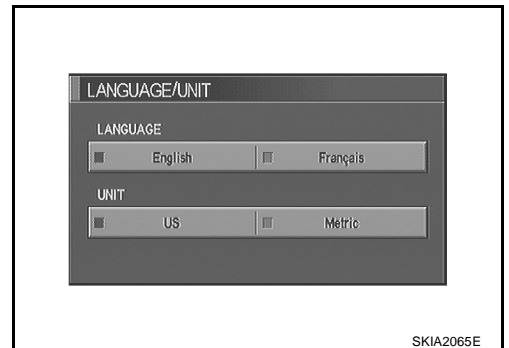 LANGUAGE/UNIT
LANGUAGE
English Français
UNIT
US Metric
SKIA2065E